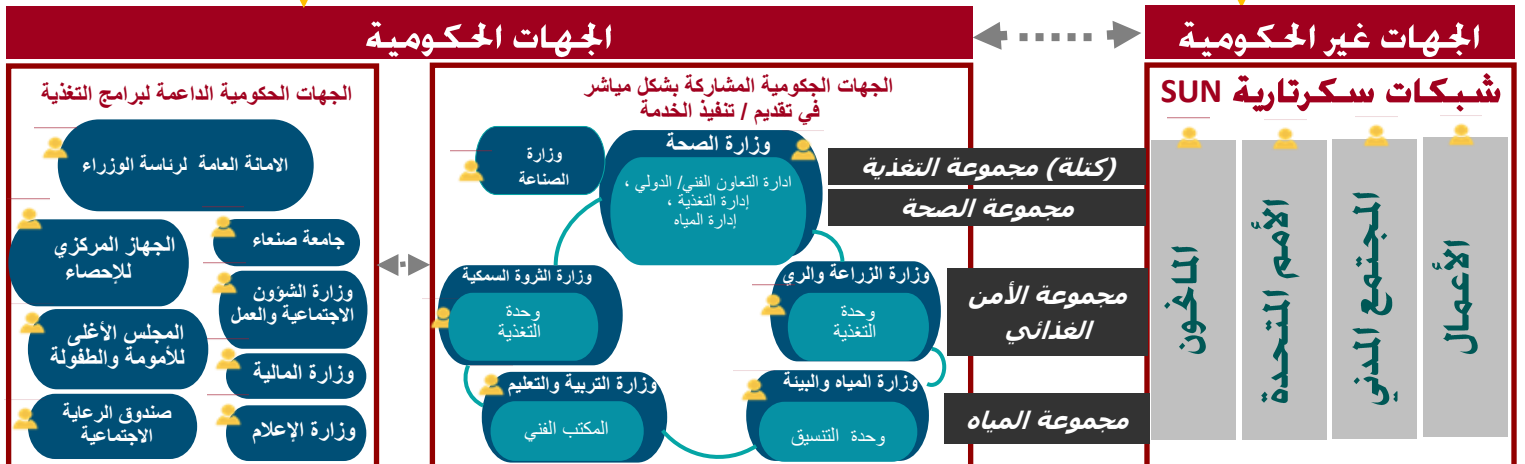 الجهات غير الحكومية
شبكات سكرتارية SUN
الأعمال
المجتمع المدني
الأمم المتحدة
المانحون
(كتلة) مجموعة التغذية
مجموعة الصحة
مجموعة الأمن
الغذائي
مجموعة المياه
الجهات الحكومية
الجهات الحكومية المشاركة بشكل مباشر
في تقديم / تنفيذ الخدمة
وزارة الصحة
ادارة التعاون الفني/ الدولي ،
إدارة التغذية ،
إدارة المياه
وزارة
الصناعة
وزارة الزراعة والري
وحدة
التغذية
وزارة الثروة السمكية
وحدة
التغذية
وزارة المياه والبيئة
وحدة التنسيق
وزارة التربية والتعليم
المكتب الفني
الجهات الحكومية الداعمة لبرامج التغذية
الامانة العامة لرئاسة الوزراء
جامعة صنعاء
الجهاز المركزي
للإحصاء
وزارة الشؤون
الاجتماعية والعمل
المجلس الأغلى
للأمومة والطفولة
وزارة المالية
صندوق الرعاية
الاجتماعية
وزارة الإعلام